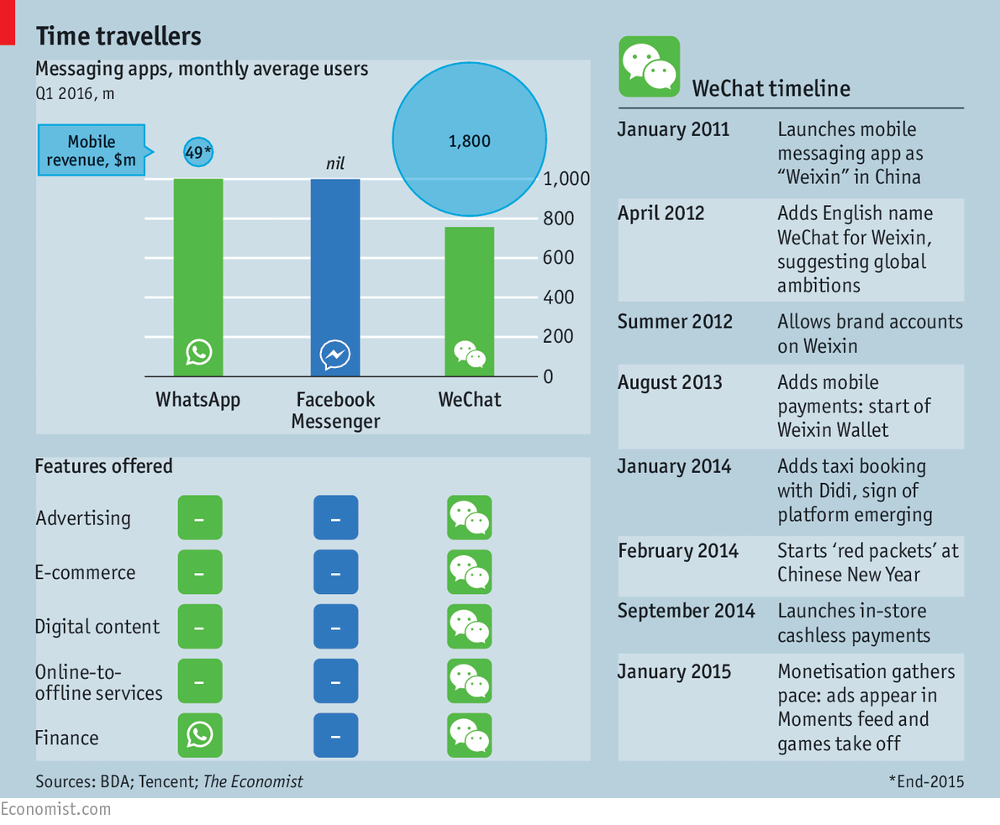 Time travellers
Messaging apps, monthly average users
Q1 2016, m
Mobile
revenue, $m
49*
nil
1,800
1,000
800
600
400
200
0
WhatsApp
Facebook
Messenger
WeChat
Features offered
Advertising
–
–
E-commerce
–
–
Digital content
–
–
Online-to-
offline services
–
–
Finance
–
WeChat timeline
January 2011
Launches mobile
messaging app as
“Weixin” in China
April 2012
Adds English name
WeChat for Weixin,
suggesting global
ambitions
Summer 2012
Allows brand accounts
on Weixin
August 2013
Adds mobile
payments: start of
Weixin Wallet
January 2014
Adds taxi booking
with Didi, sign of
platform emerging
February 2014
Starts ‘red packets’ at
Chinese New Year
September 2014
Launches in-store
cashless payments
January 2015
Monetisation gathers
pace: ads appear in
Moments feed and
games take off
Sources: BDA; Tencent; The Economist
*End-2015
Economist.com